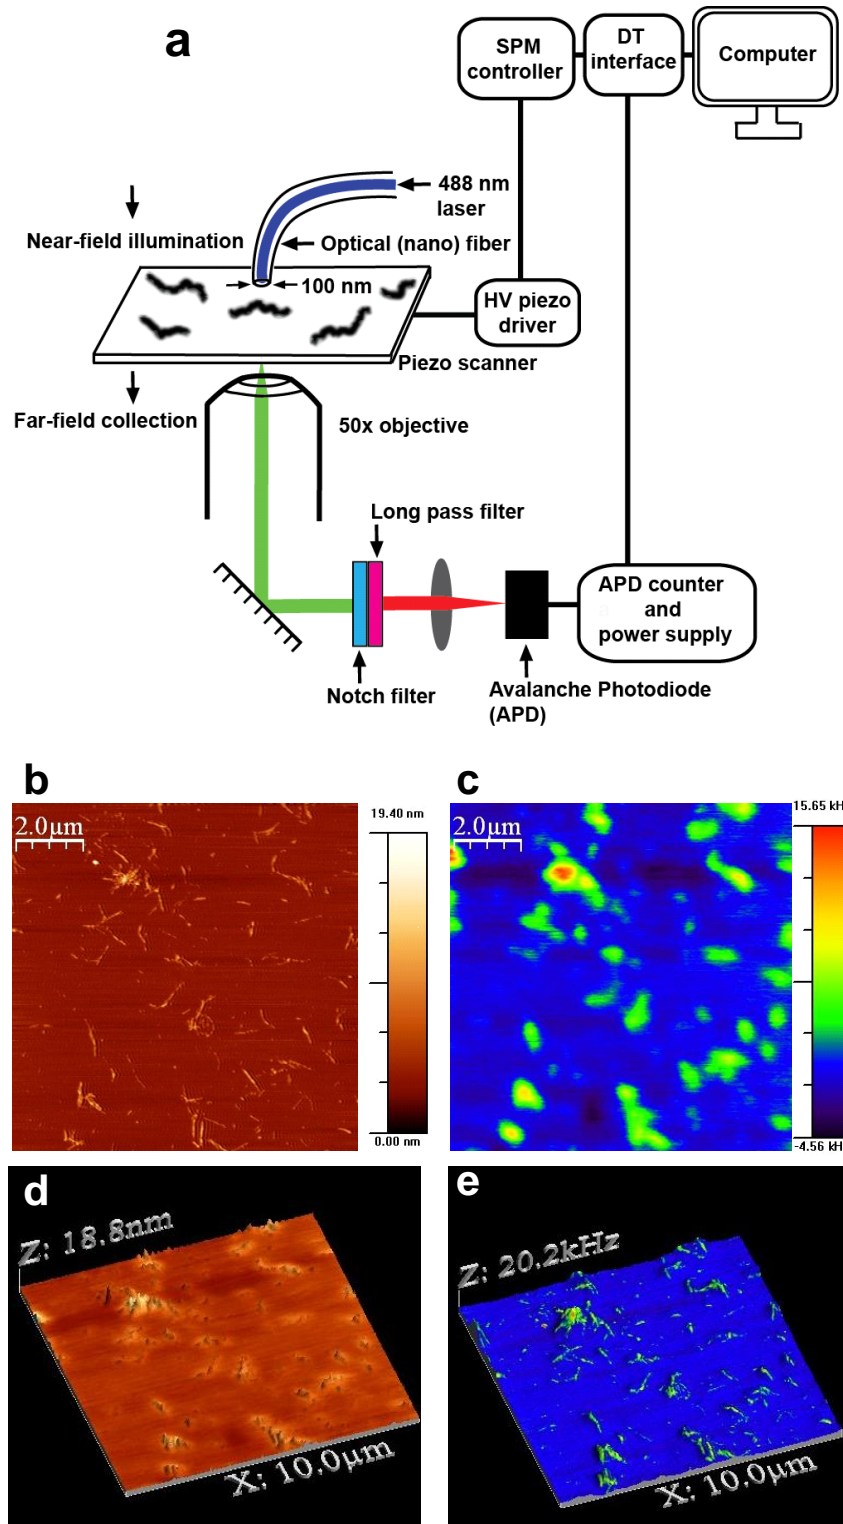 a
SPM
controller
DT
interface
Computer
488 nm
laser
Near-field illumination
Optical (nano) fiber
100 nm
HV piezo
driver
Piezo scanner
Far-field collection
50x objective
Long pass filter
APD counter
and
power supply
Notch filter
Avalanche Photodiode
(APD)
b
2.0µm
19.40 nm
0.00 nm
c
2.0µm
15.65 kH
-4.56 kH
d
Z: 18.8nm
X: 10.0µm
e
Z: 20.2kHz
X: 10.0µm